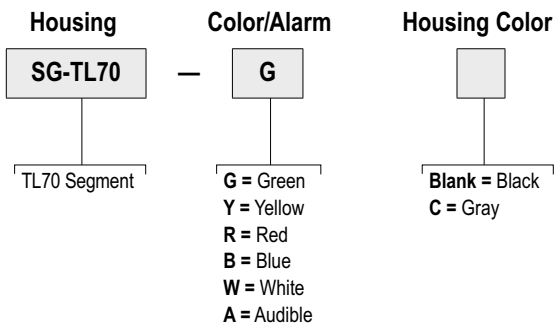 Housing Color/Alarm Housing Color
SG-TL70 — G
TL70 Segment
G = Green
Y = Yellow
R = Red
B = Blue
W = White
A = Audible
Blank = Black
C = Gray